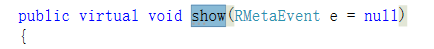 public virtual void show(RMetaEvent e = null)
{